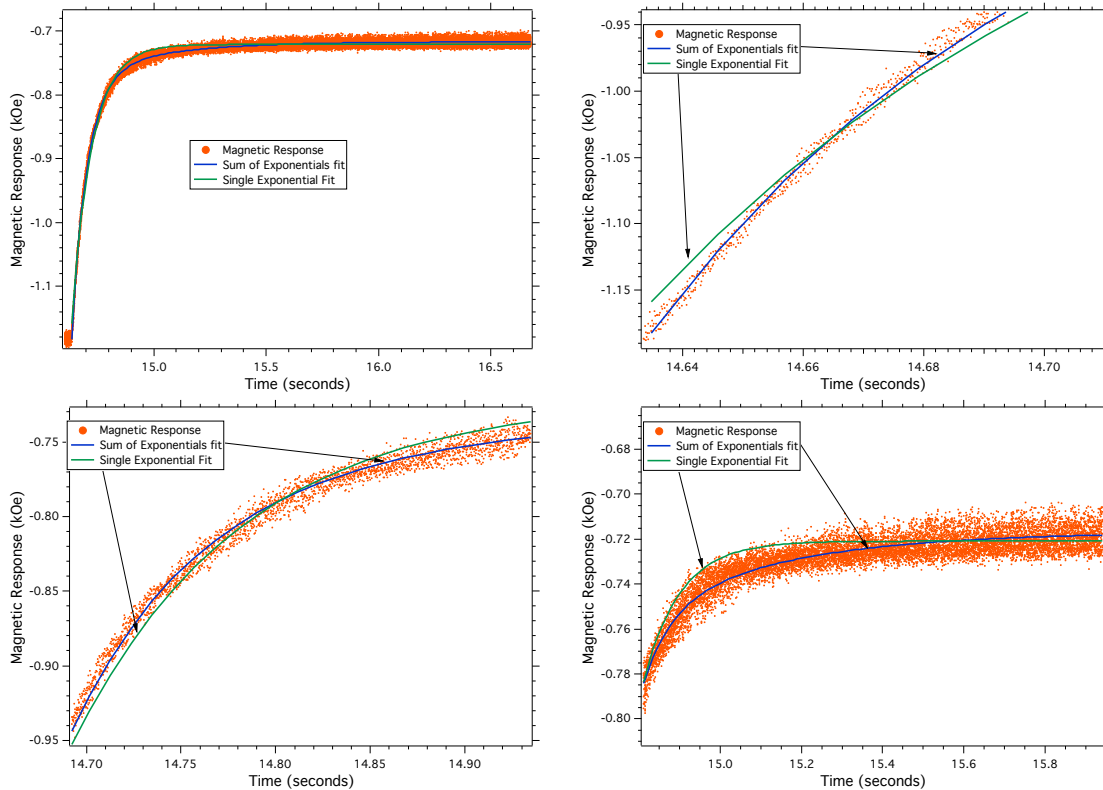 -0.7
-0.8
-0.9
-1.0
-1.1
Magnetic Response (kOe)
Magnetic Response
Sum of Exponentials fit
Single Exponential Fit
15.0
15.5
16.0
16.5
Time (seconds)
-0.95
-1.00
-1.05
-1.10
-1.15
Magnetic Response (kOe)
Magnetic Response
Sum of Exponentials fit
Single Exponential Fit
14.64
14.66
14.68
14.70
Time (seconds)
-0.75
-0.80
-0.85
-0.90
-0.95
Magnetic Response (kOe)
Magnetic Response
Sum of Exponentials fit
Single Exponential Fit
14.70
14.75
14.80
14.85
14.90
Time (seconds)
-0.68
-0.70
-0.72
-0.74
-0.76
-0.78
-0.80
Magnetic Response (kOe)
Magnetic Response
Sum of Exponentials fit
Single Exponential Fit
15.0
15.2
15.4
15.6
15.8
Time (seconds)